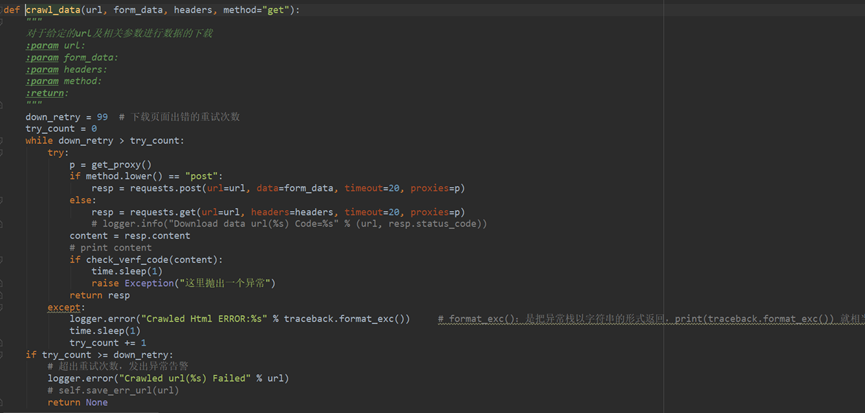 def crawl_data(url, form_data, headers, method="get"):
"""
对于给定的url及相关参数进行数据的下载
:param url:
:param form_data:
:param headers:
:param method:
:return:
"""
down_retry = 99  # 下载页面出错的重试次数
try_count = 0
while down_retry > try_count:
try:
p = get_proxy()
if method.lower() == "post":
resp = requests.post(url=url, data=form_data, timeout=20, proxies=p)
else:
resp = requests.get(url=url, headers=headers, timeout=20, proxies=p)
# logger.info("Download data url(%s) Code=%s" % (url, resp.status_code))
content = resp.content
# print content
if check_verf_code(content):
time.sleep(1)
raise Exception("这里抛出一个异常")
return resp
except:
logger.error("Crawled Html ERROR:%s" % traceback.format_exc())  # format_exc()：是把异常栈以字符串的形式返回，print(traceback.format_exc()) 就相
time.sleep(1)
try_count += 1
if try_count >= down_retry:
# 超出重试次数，发出异常告警
logger.error("Crawled url(%s) Failed" % url)
# self.save_err_url(url)
return None